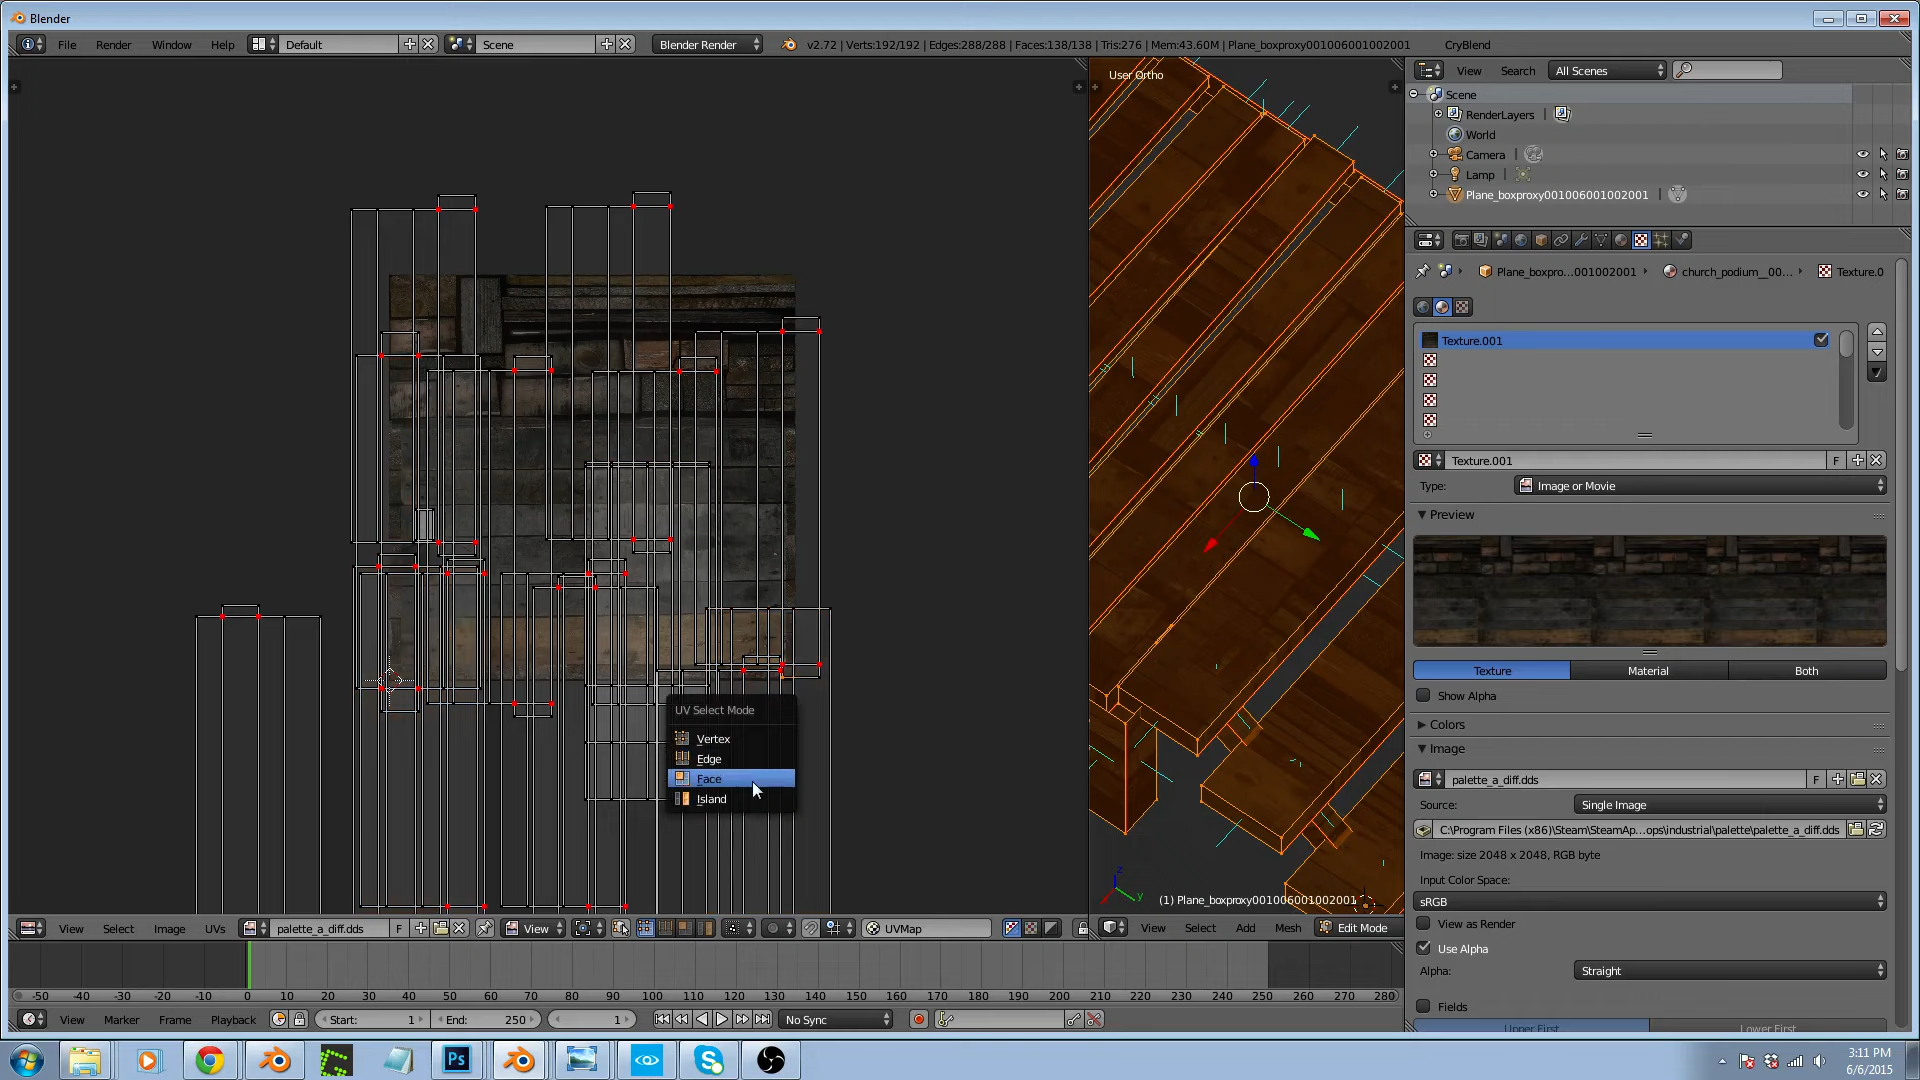 Blender
File Render Window Help Default Scene Blender Render v2.72 | Verts:192/192 | Edges:288/288 | Faces:138/138 | Tris:276 | Mem:43.60M | Plane_boxproxy001006001002001 CryBlend
User Ortho
View Search All Scenes
Scene
RenderLayers
World
Camera
Lamp
Plane_boxproxy001006001002001
Plane_boxpro...001002001 church_podium__00... Texture.0
Texture.001
Texture.001 F
Type: Image or Movie
Preview
Texture Material Both
Show Alpha
Colors
Image
palette_a_diff.dds F
Source: Single Image
C:\Program Files (x86)\Steam\SteamAp...ops\industrial\palette\palette_a_diff.dds
Image: size 2048 x 2048, RGB byte
Input Color Space:
sRGB
View as Render
Use Alpha
Alpha: Straight
Fields
Upper First Lower First
UV Select Mode
Vertex
Edge
Face
Island
z
y
(1) Plane_boxproxy001006001002001
View Select Image UVs palette_a_diff.dds F View UVMap
View Select Add Mesh Edit Mode
-50 -40 -30 -20 -10 0 10 20 30 40 50 60 70 80 90 100 110 120 130 140 150 160 170 180 190 200 210 220 230 240 250 260 270 280
View Marker Frame Playback Start: 1 End: 250 1 No Sync
Ps
3:11 PM
6/6/2015